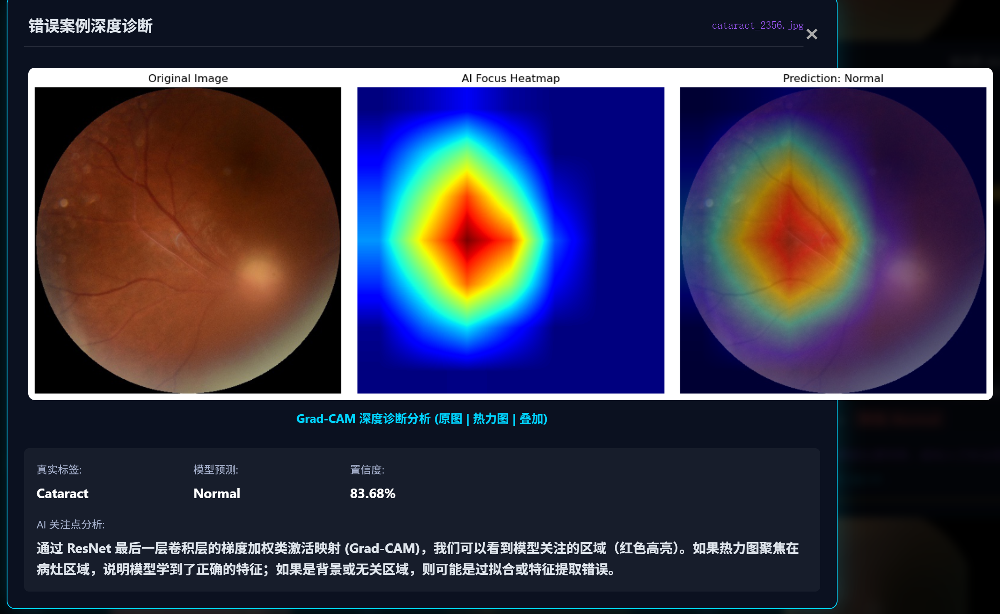 错误案例深度诊断
cataract_2356.jpg
×
Original Image
AI Focus Heatmap
Prediction: Normal
Grad-CAM 深度诊断分析 (原图 | 热力图 | 叠加)
真实标签:
模型预测:
置信度:
Cataract
Normal
83.68%
AI 关注点分析:
通过 ResNet 最后一层卷积层的梯度加权类激活映射 (Grad-CAM)，我们可以看到模型关注的区域（红色高亮）。如果热力图聚焦在
病灶区域，说明模型学到了正确的特征；如果是背景或无关区域，则可能是过拟合或特征提取错误。